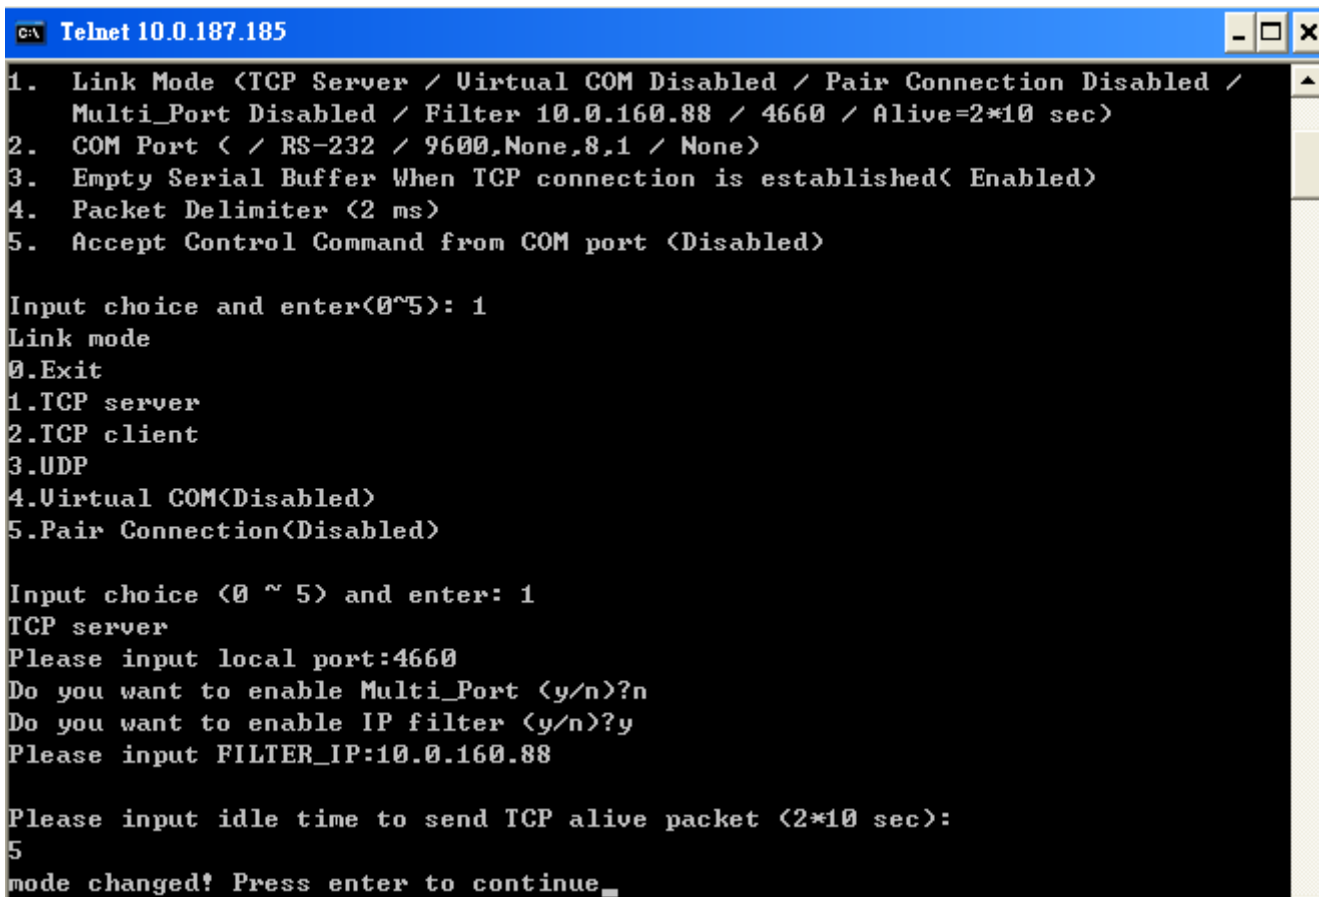 Telnet 10.0.187.185
1. Link Mode (TCP Server / Virtual COM Disabled / Pair Connection Disabled /
Multi_Port Disabled / Filter 10.0.160.88 / 4660 / Alive=2*10 sec)
2. COM Port ( / RS-232 / 9600,None,8,1 / None)
3. Empty Serial Buffer When TCP connection is established( Enabled)
4. Packet Delimiter (2 ms)
5. Accept Control Command from COM port (Disabled)
Input choice and enter(0~5): 1
Link mode
0.Exit
1.TCP server
2.TCP client
3.UDP
4.Virtual COM(Disabled)
5.Pair Connection(Disabled)
Input choice (0 ~ 5) and enter: 1
TCP server
Please input local port:4660
Do you want to enable Multi_Port (y/n)?n
Do you want to enable IP filter (y/n)?y
Please input FILTER_IP:10.0.160.88
Please input idle time to send TCP alive packet (2*10 sec):
5
mode changed! Press enter to continue_